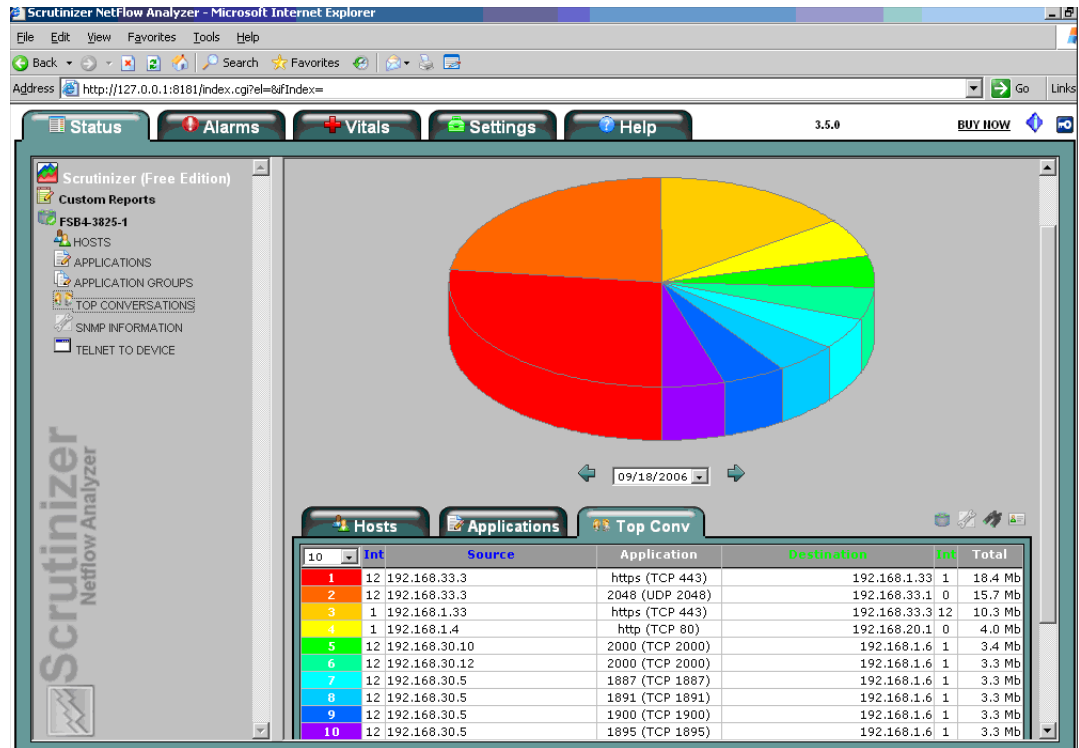 Scrutinizer NetFlow Analyzer - Microsoft Internet Explorer
File Edit View Favorites Tools Help
Back Search Favorites
Address http://127.0.0.1:8181/index.cgi?el=&ifIndex= Go Links
Status Alarms Vitals Settings Help 3.5.0 BUY NOW
Scrutinizer (Free Edition)
Custom Reports
FSB4-3825-1
HOSTS
APPLICATIONS
APPLICATION GROUPS
TOP CONVERSATIONS
SNMP INFORMATION
TELNET TO DEVICE
Scrutinizer
Netflow Analyzer
09/18/2006
Hosts Applications Top Conv
10 Int Source Application Destination Int Total
1 12 192.168.33.3 https (TCP 443) 192.168.1.33 1 18.4 Mb
2 12 192.168.33.3 2048 (UDP 2048) 192.168.33.1 0 15.7 Mb
3 1 192.168.1.33 https (TCP 443) 192.168.33.3 12 10.3 Mb
4 1 192.168.1.4 http (TCP 80) 192.168.20.1 0 4.0 Mb
5 12 192.168.30.10 2000 (TCP 2000) 192.168.1.6 1 3.4 Mb
6 12 192.168.30.12 2000 (TCP 2000) 192.168.1.6 1 3.3 Mb
7 12 192.168.30.5 1887 (TCP 1887) 192.168.1.6 1 3.3 Mb
8 12 192.168.30.5 1891 (TCP 1891) 192.168.1.6 1 3.3 Mb
9 12 192.168.30.5 1900 (TCP 1900) 192.168.1.6 1 3.3 Mb
10 12 192.168.30.5 1895 (TCP 1895) 192.168.1.6 1 3.3 Mb